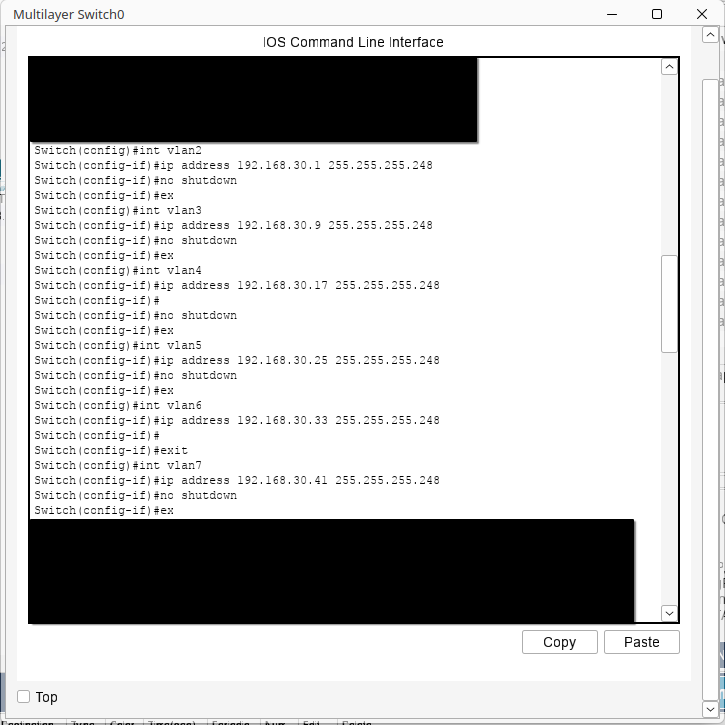 Multilayer Switch0
IOS Command Line Interface
Switch(config)#int vlan2
Switch(config-if)#ip address 192.168.30.1 255.255.255.248
Switch(config-if)#no shutdown
Switch(config-if)#ex
Switch(config)#int vlan3
Switch(config-if)#ip address 192.168.30.9 255.255.255.248
Switch(config-if)#no shutdown
Switch(config-if)#ex
Switch(config)#int vlan4
Switch(config-if)#ip address 192.168.30.17 255.255.255.248
Switch(config-if)#
Switch(config-if)#no shutdown
Switch(config-if)#ex
Switch(config)#int vlan5
Switch(config-if)#ip address 192.168.30.25 255.255.255.248
Switch(config-if)#no shutdown
Switch(config-if)#ex
Switch(config)#int vlan6
Switch(config-if)#ip address 192.168.30.33 255.255.255.248
Switch(config-if)#
Switch(config-if)#exit
Switch(config)#int vlan7
Switch(config-if)#ip address 192.168.30.41 255.255.255.248
Switch(config-if)#no shutdown
Switch(config-if)#ex
Copy Paste
Top